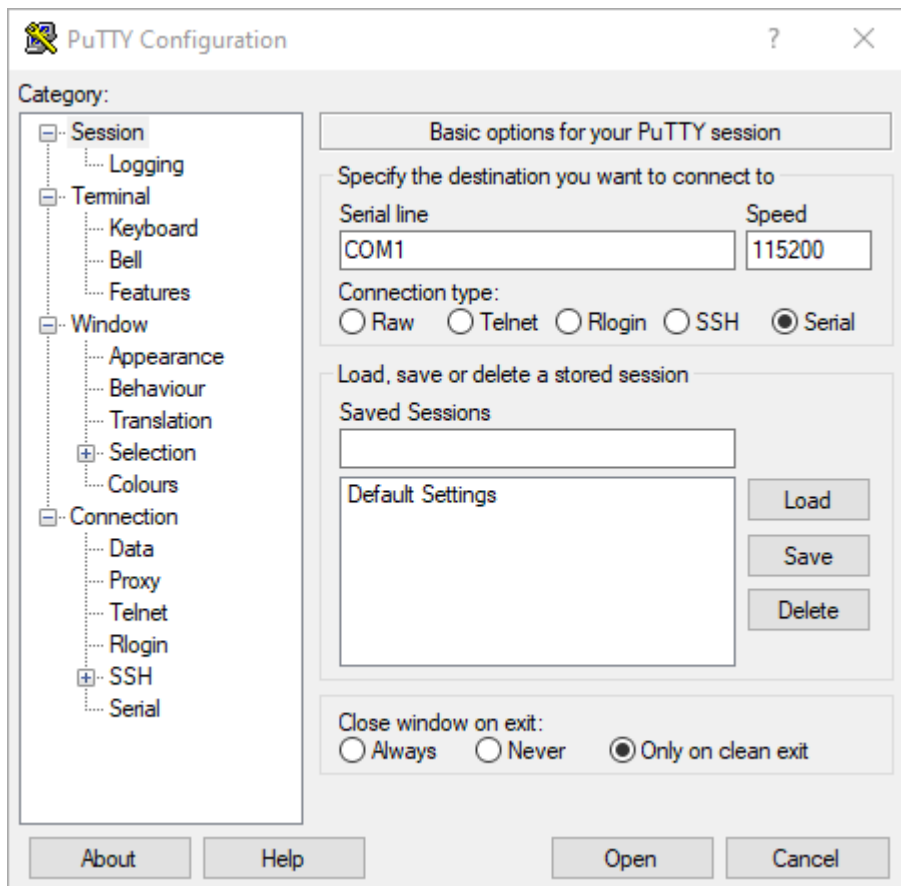 PuTTY Configuration
Category:
Session
Logging
Terminal
Keyboard
Bell
Features
Window
Appearance
Behaviour
Translation
Selection
Colours
Connection
Data
Proxy
Telnet
Rlogin
SSH
Serial
Basic options for your PuTTY session
Specify the destination you want to connect to
Serial line Speed
COM1 115200
Connection type:
Raw Telnet Rlogin SSH Serial
Load, save or delete a stored session
Saved Sessions
Default Settings
Load
Save
Delete
Close window on exit:
Always Never Only on clean exit
About Help Open Cancel